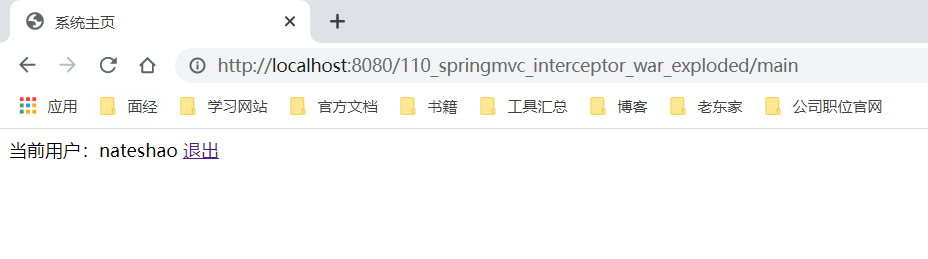 系统主页
http://localhost:8080/110_springmvc_interceptor_war_exploded/main
应用 面经 学习网站 官方文档 书籍 工具汇总 博客 老东家 公司职位官网
当前用户：nateshao 退出